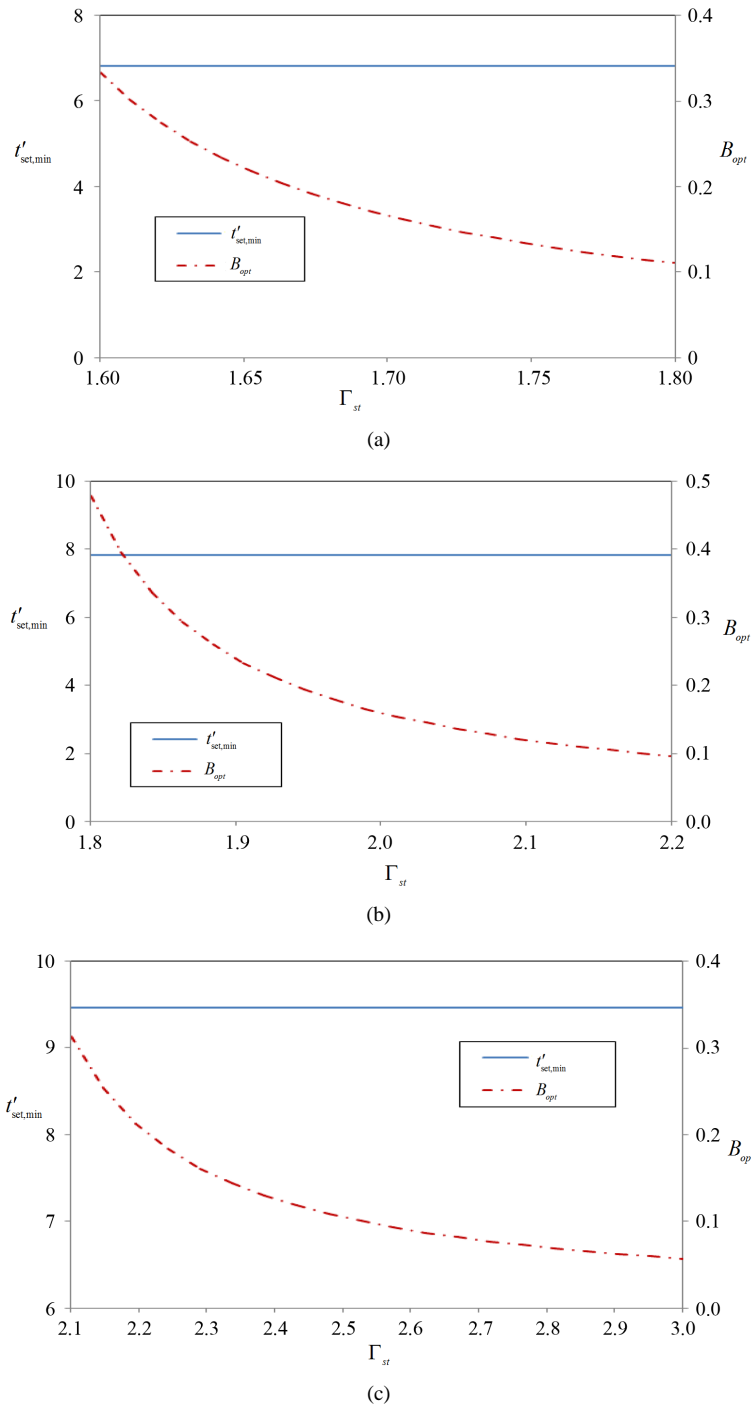 8
0.4
6
0.3
t′set,min
4
0.2
Bopt
t′set,min
Bopt
2
0.1
0
0
1.60
1.65
1.70
1.75
1.80
Γst
(a)
10
0.5
8
0.4
6
0.3
t′set,min
Bopt
4
0.2
t′set,min
Bopt
2
0.1
0
0.0
1.8
1.9
2.0
2.1
2.2
Γst
(b)
10
0.4
9
0.3
t′set,min
Bopt
t′set,min
8
0.2
Bop
7
0.1
6
0.0
2.1
2.2
2.3
2.4
2.5
2.6
2.7
2.8
2.9
3.0
Γst
(c)